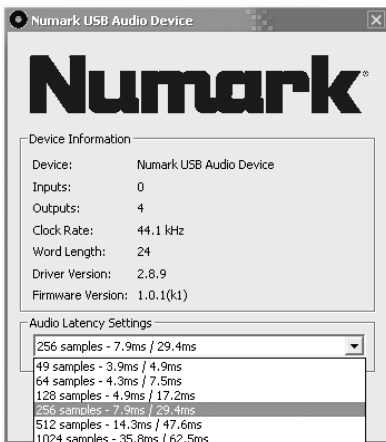 Numark USB Audio Device
Numark
Device Information
Device: Numark USB Audio Device
Inputs: 0
Outputs: 4
Clock Rate: 44.1 kHz
Word Length: 24
Driver Version: 2.8.9
Firmware Version: 1.0.1(k1)
Audio Latency Settings
256 samples - 7.9ms / 29.4ms
49 samples - 3.9ms / 4.9ms
64 samples - 4.3ms / 7.5ms
128 samples - 4.9ms / 17.2ms
256 samples - 7.9ms / 29.4ms
512 samples - 14.3ms / 47.6ms
1024 samples - 35.8ms / 62.5ms